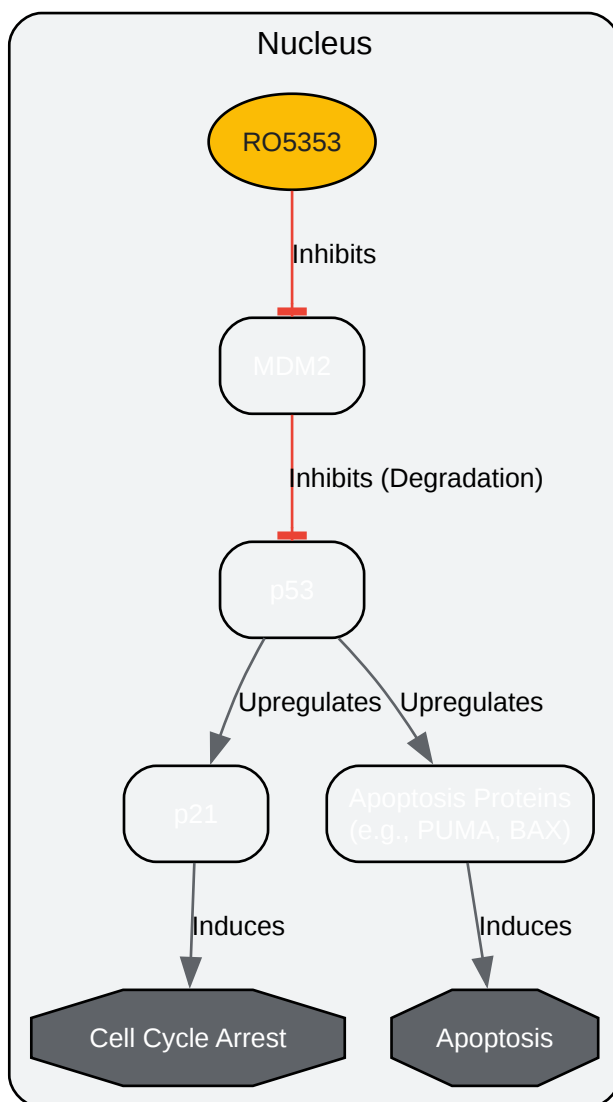 Nucleus
RO5353
Inhibits
MDM2
Inhibits (Degradation)
p53
Upregulates
Upregulates
p21
Apoptosis Proteins
(e.g., PUMA, BAX)
Induces
Induces
Cell Cycle Arrest
Apoptosis